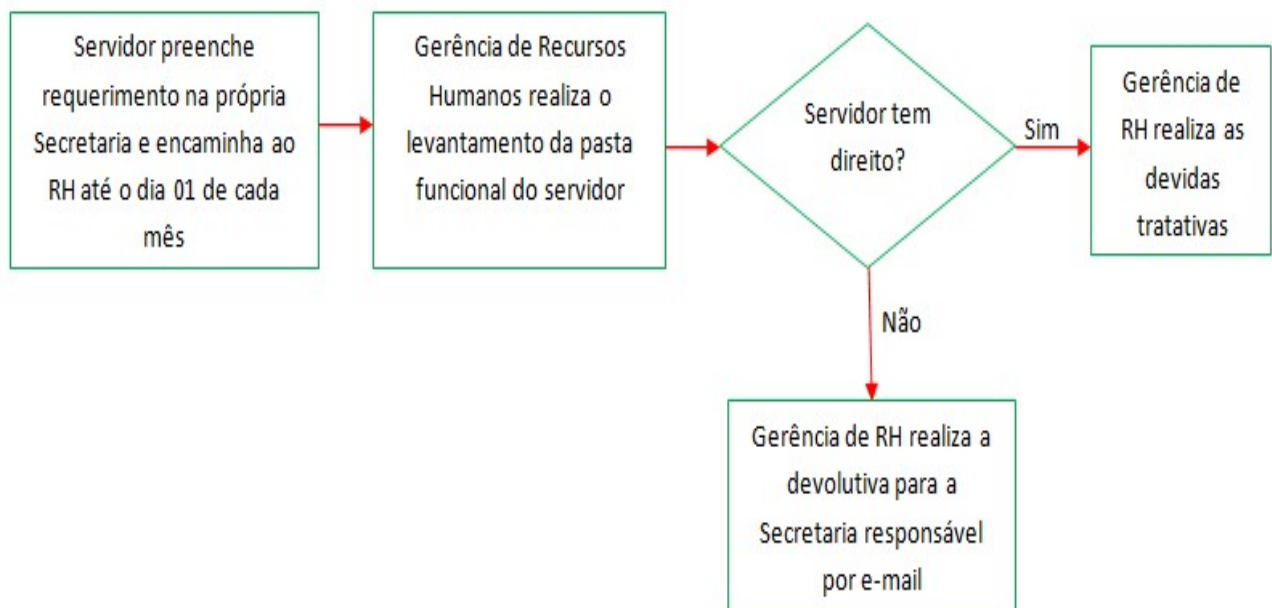 Servidor preenche
requerimento na própria
Secretaria e encaminha ao
RH até o dia 01 de cada
mês
Gerência de Recursos
Humanos realiza o
levantamento da pasta
funcional do servidor
Servidor tem
direito?
Sim
Gerência de
RH realiza as
devidas
tratativas
Não
Gerência de RH realiza a
devolutiva para a
Secretaria responsável
por e-mail